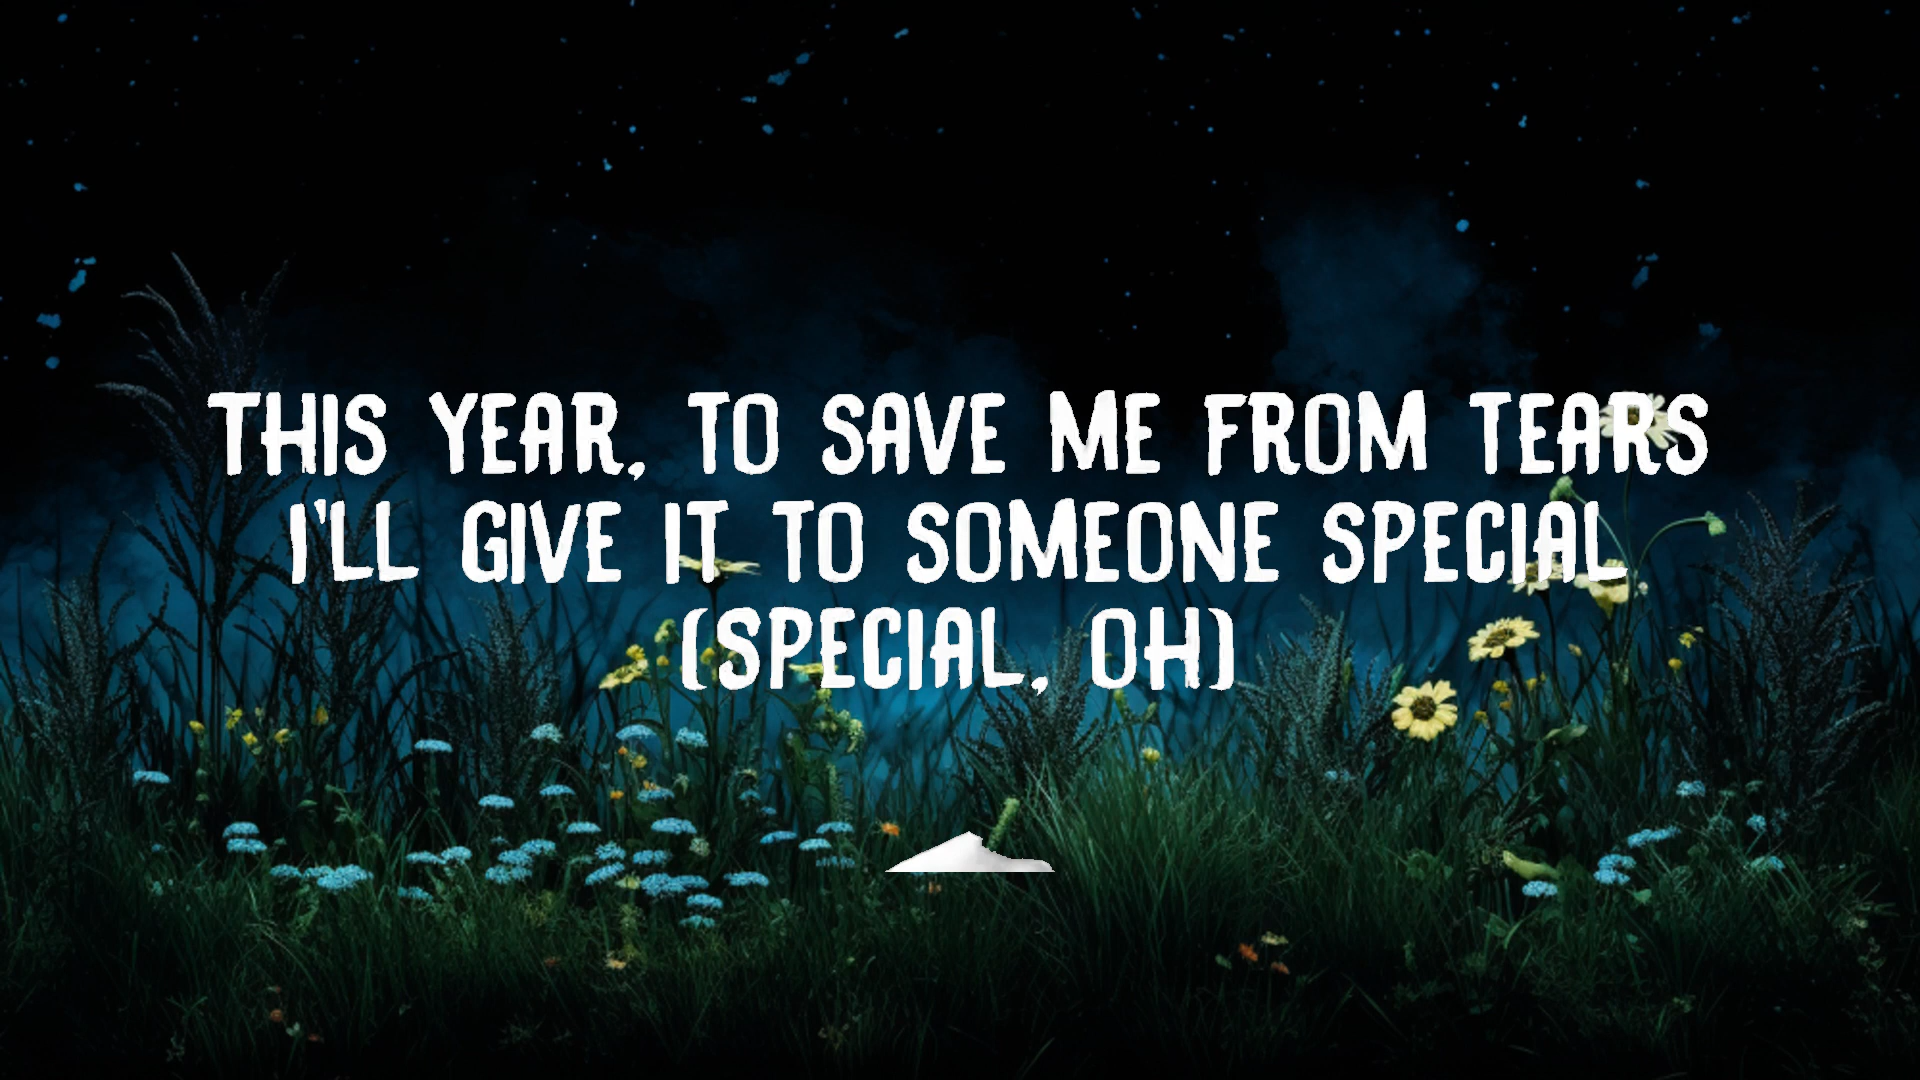 THIS YEAR, TO SAVE ME FROM TEARS
I'LL GIVE IT TO SOMEONE SPECIAL
(SPECIAL, OH)